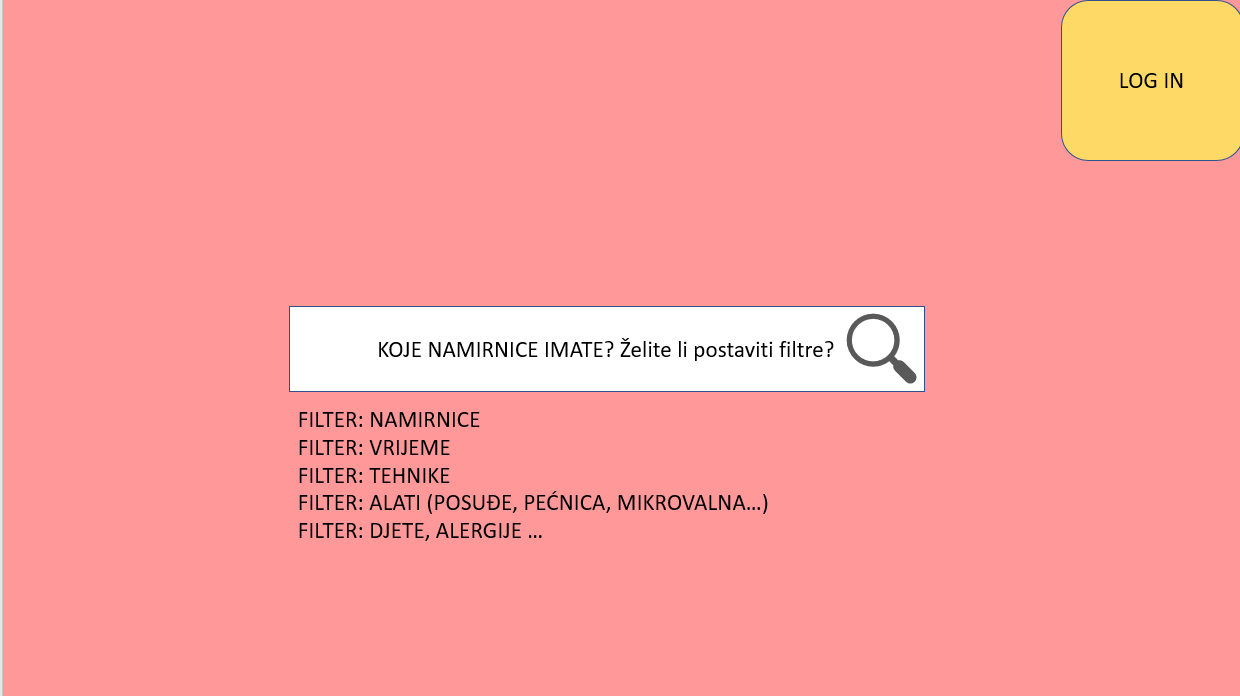 LOG IN
KOJE NAMIRNICE IMATE? Želite li postaviti filtre?
FILTER: NAMIRNICE
FILTER: VRIJEME
FILTER: TEHNIKE
FILTER: ALATI (POSUĐE, PEĆNICA, MIKROVALNA…)
FILTER: DJETE, ALERGIJE …